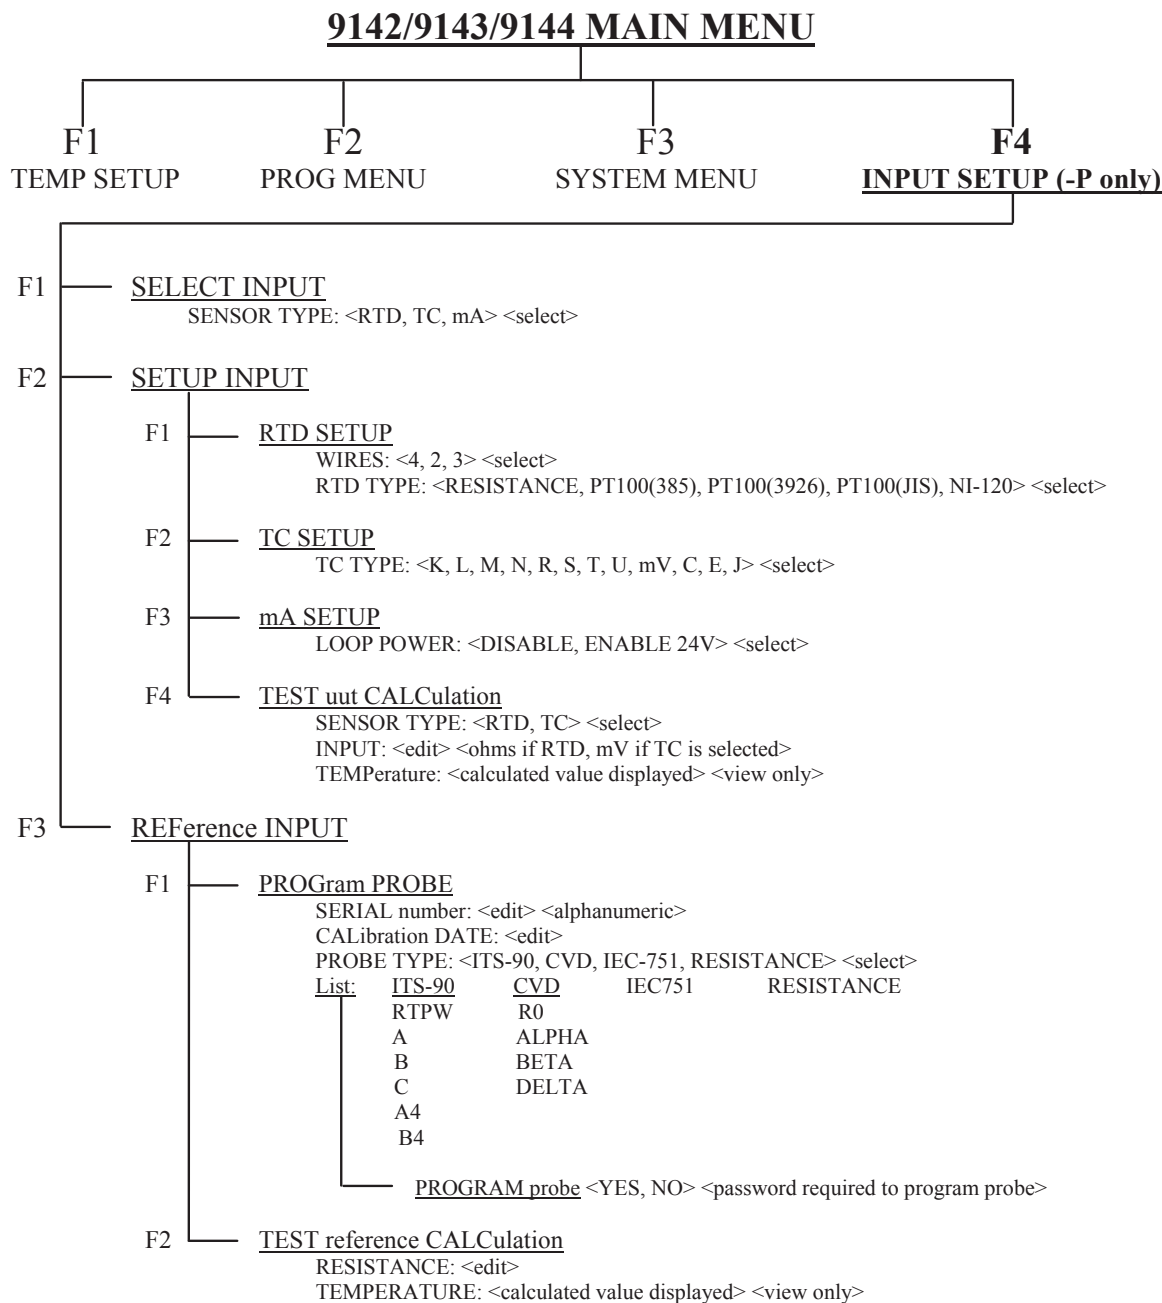 9142/9143/9144 MAIN MENU
F1 F2 F3 F4
TEMP SETUP PROG MENU SYSTEM MENU INPUT SETUP (-P only)
F1 SELECT INPUT
SENSOR TYPE: <RTD, TC, mA> <select>
F2 SETUP INPUT
F1 RTD SETUP
WIRES: <4, 2, 3> <select>
RTD TYPE: <RESISTANCE, PT100(385), PT100(3926), PT100(JIS), NI-120> <select>
F2 TC SETUP
TC TYPE: <K, L, M, N, R, S, T, U, mV, C, E, J> <select>
F3 mA SETUP
LOOP POWER: <DISABLE, ENABLE 24V> <select>
F4 TEST uut CALCulation
SENSOR TYPE: <RTD, TC> <select>
INPUT: <edit> <ohms if RTD, mV if TC is selected>
TEMPerature: <calculated value displayed> <view only>
F3 REFerence INPUT
F1 PROGram PROBE
SERIAL number: <edit> <alphanumeric>
CALibration DATE: <edit>
PROBE TYPE: <ITS-90, CVD, IEC-751, RESISTANCE> <select>
List: ITS-90 CVD IEC751 RESISTANCE
RTPW R0
A ALPHA
B BETA
C DELTA
A4
B4
PROGRAM probe <YES, NO> <password required to program probe>
F2 TEST reference CALCulation
RESISTANCE: <edit>
TEMPERATURE: <calculated value displayed> <view only>